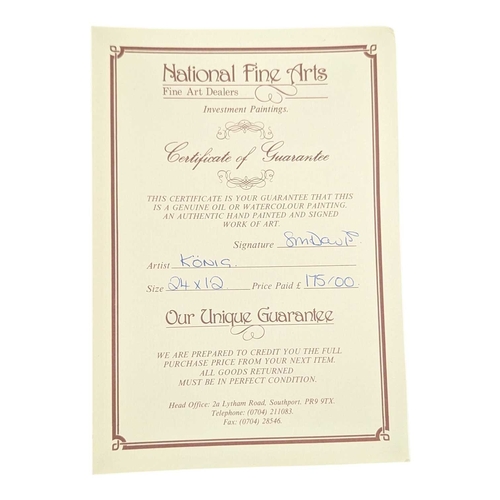 National Fine Arts
Fine Art Dealers
Investment Paintings.
Certificate of Guarantee
THIS CERTIFICATE IS YOUR GUARANTEE THAT THIS
IS A GENUINE OIL OR WATERCOLOUR PAINTING,
AN AUTHENTIC HAND PAINTED AND SIGNED
WORK OF ART.
Signature
Artist KÖNIG.
Size 24 x 12 Price Paid £ 175/00
Our Unique Guarantee
WE ARE PREPARED TO CREDIT YOU THE FULL
PURCHASE PRICE FROM YOUR NEXT ITEM.
ALL GOODS RETURNED
MUST BE IN PERFECT CONDITION.
Head Office: 2a Lytham Road, Southport. PR9 9TX.
Telephone: (0704) 211083.
Fax: (0704) 28546.